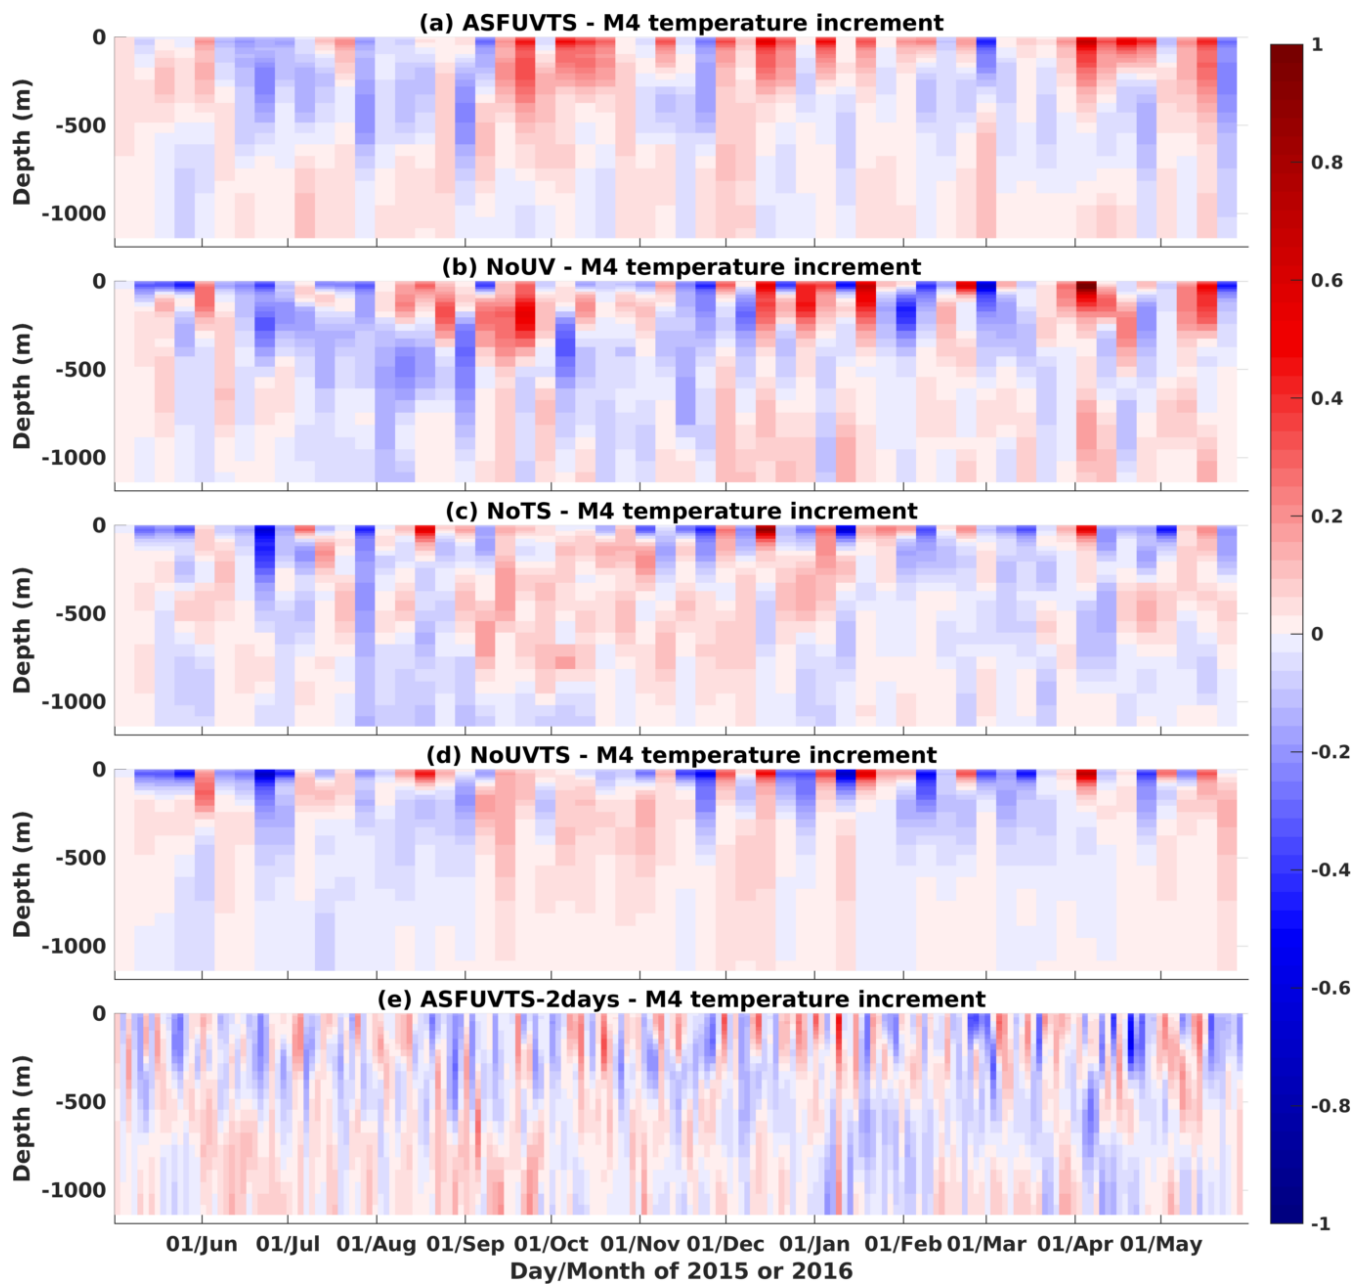 (a) ASFUVTS - M4 temperature increment
0
-500
-1000
Depth (m)
(b) NoUV - M4 temperature increment
0
-500
-1000
Depth (m)
(c) NoTS - M4 temperature increment
0
-500
-1000
Depth (m)
(d) NoUVTS - M4 temperature increment
0
-500
-1000
Depth (m)
(e) ASFUVTS-2days - M4 temperature increment
0
-500
-1000
Depth (m)
01/Jun 01/Jul 01/Aug 01/Sep 01/Oct 01/Nov 01/Dec 01/Jan 01/Feb 01/Mar 01/Apr 01/May
Day/Month of 2015 or 2016
1
0.8
0.6
0.4
0.2
0
-0.2
-0.4
-0.6
-0.8
-1